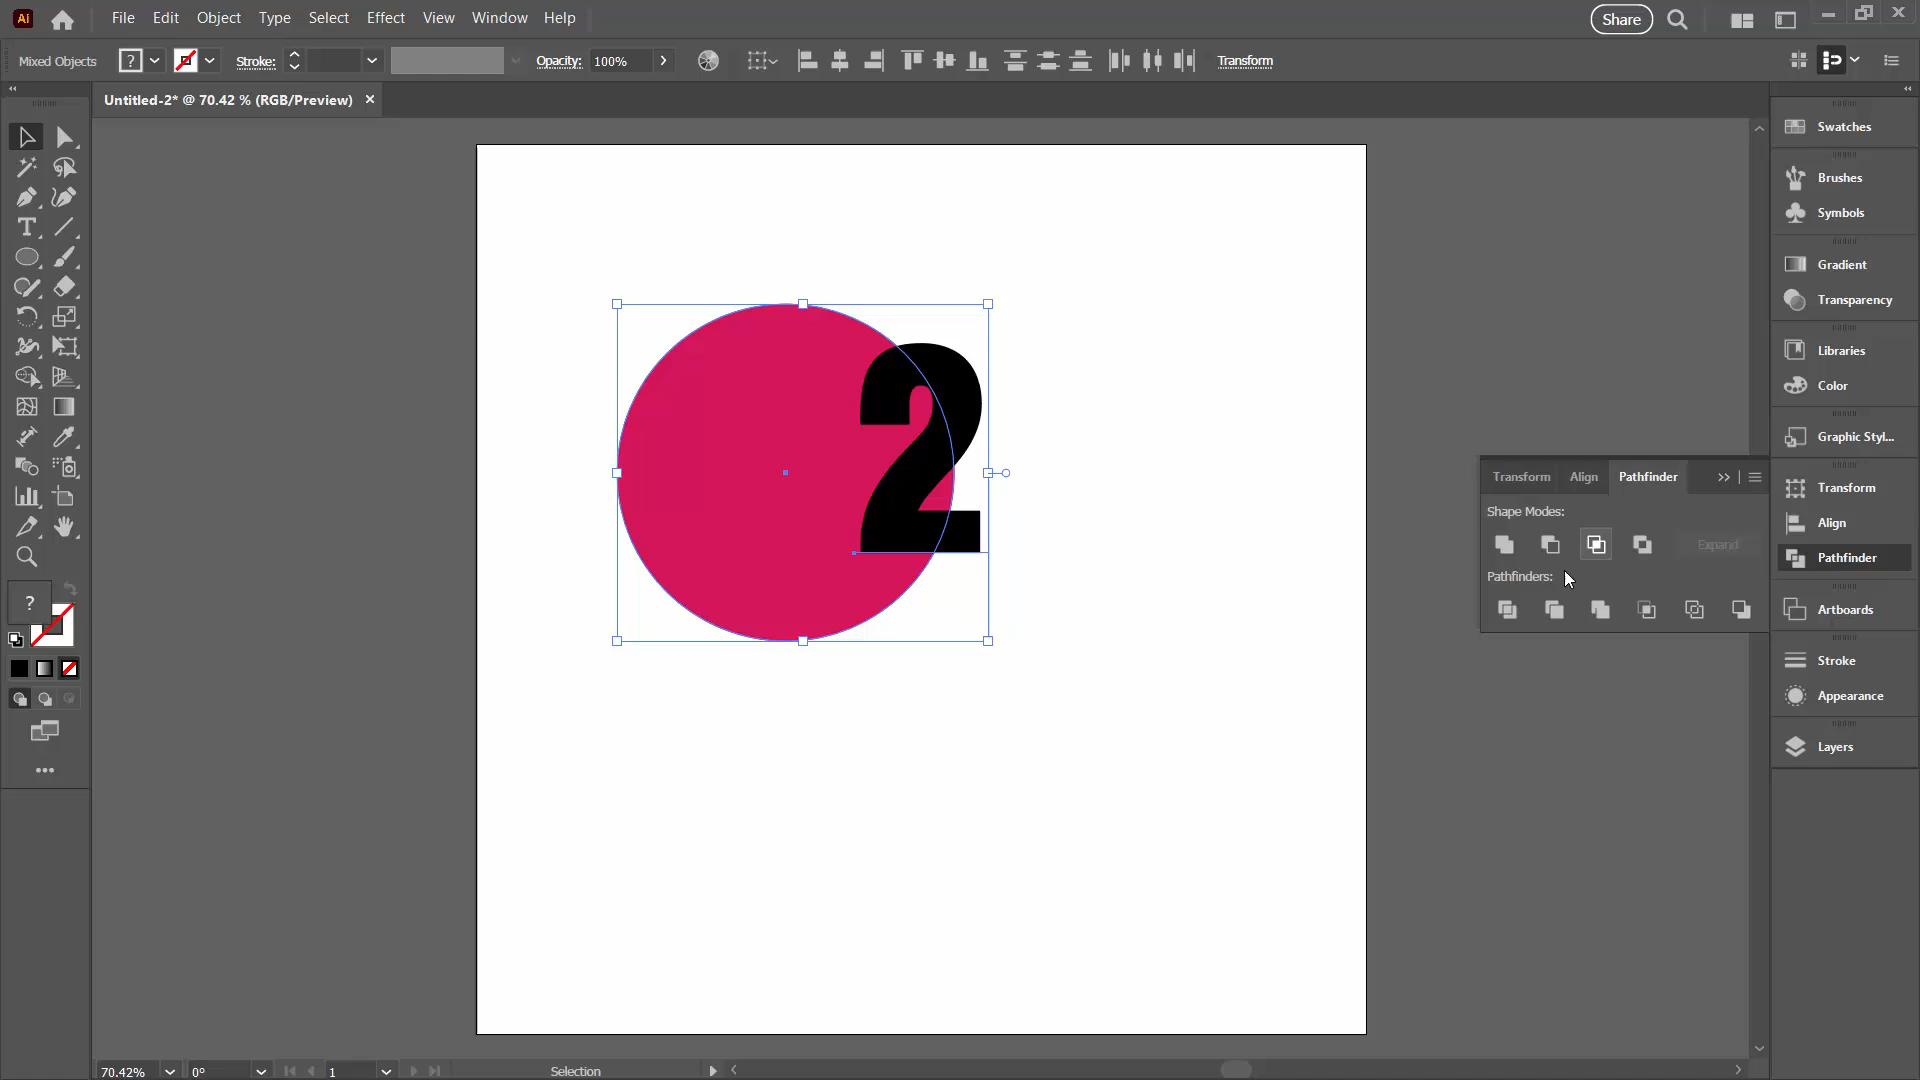 Ai File Edit Object Type Select Effect View Window Help Share
Mixed Objects ? Stroke: Opacity: 100% Transform
Untitled-2* @ 70.42 % (RGB/Preview)
Swatches
Brushes
Symbols
Gradient
Transparency
Libraries
Color
Graphic Styl...
2
Transform Align Pathfinder
Shape Modes:
Expand
Pathfinders:
Transform
Align
Pathfinder
Artboards
Stroke
Appearance
Layers
T
?
70.42% 0° 1 Selection